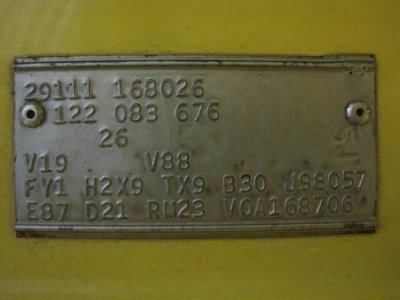 29111 168026
122 083 676
26
V19 V88
FY1 H2X9 TX9 B30 J98057
E87 D21 RM23 V0A168706